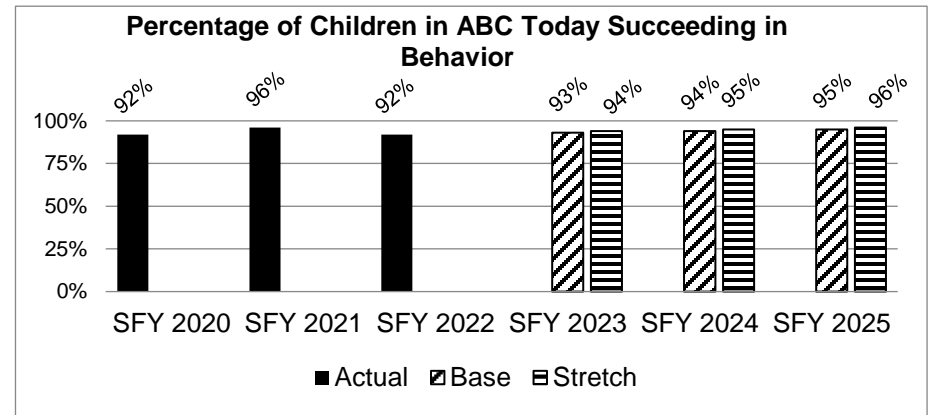 Percentage of Children in ABC Today Succeeding in
Behavior
92% 96% 92% 93% 94% 94% 95% 95% 96%
100%
75%
50%
25%
0%
SFY 2020 SFY 2021 SFY 2022 SFY 2023 SFY 2024 SFY 2025
Actual Base Stretch